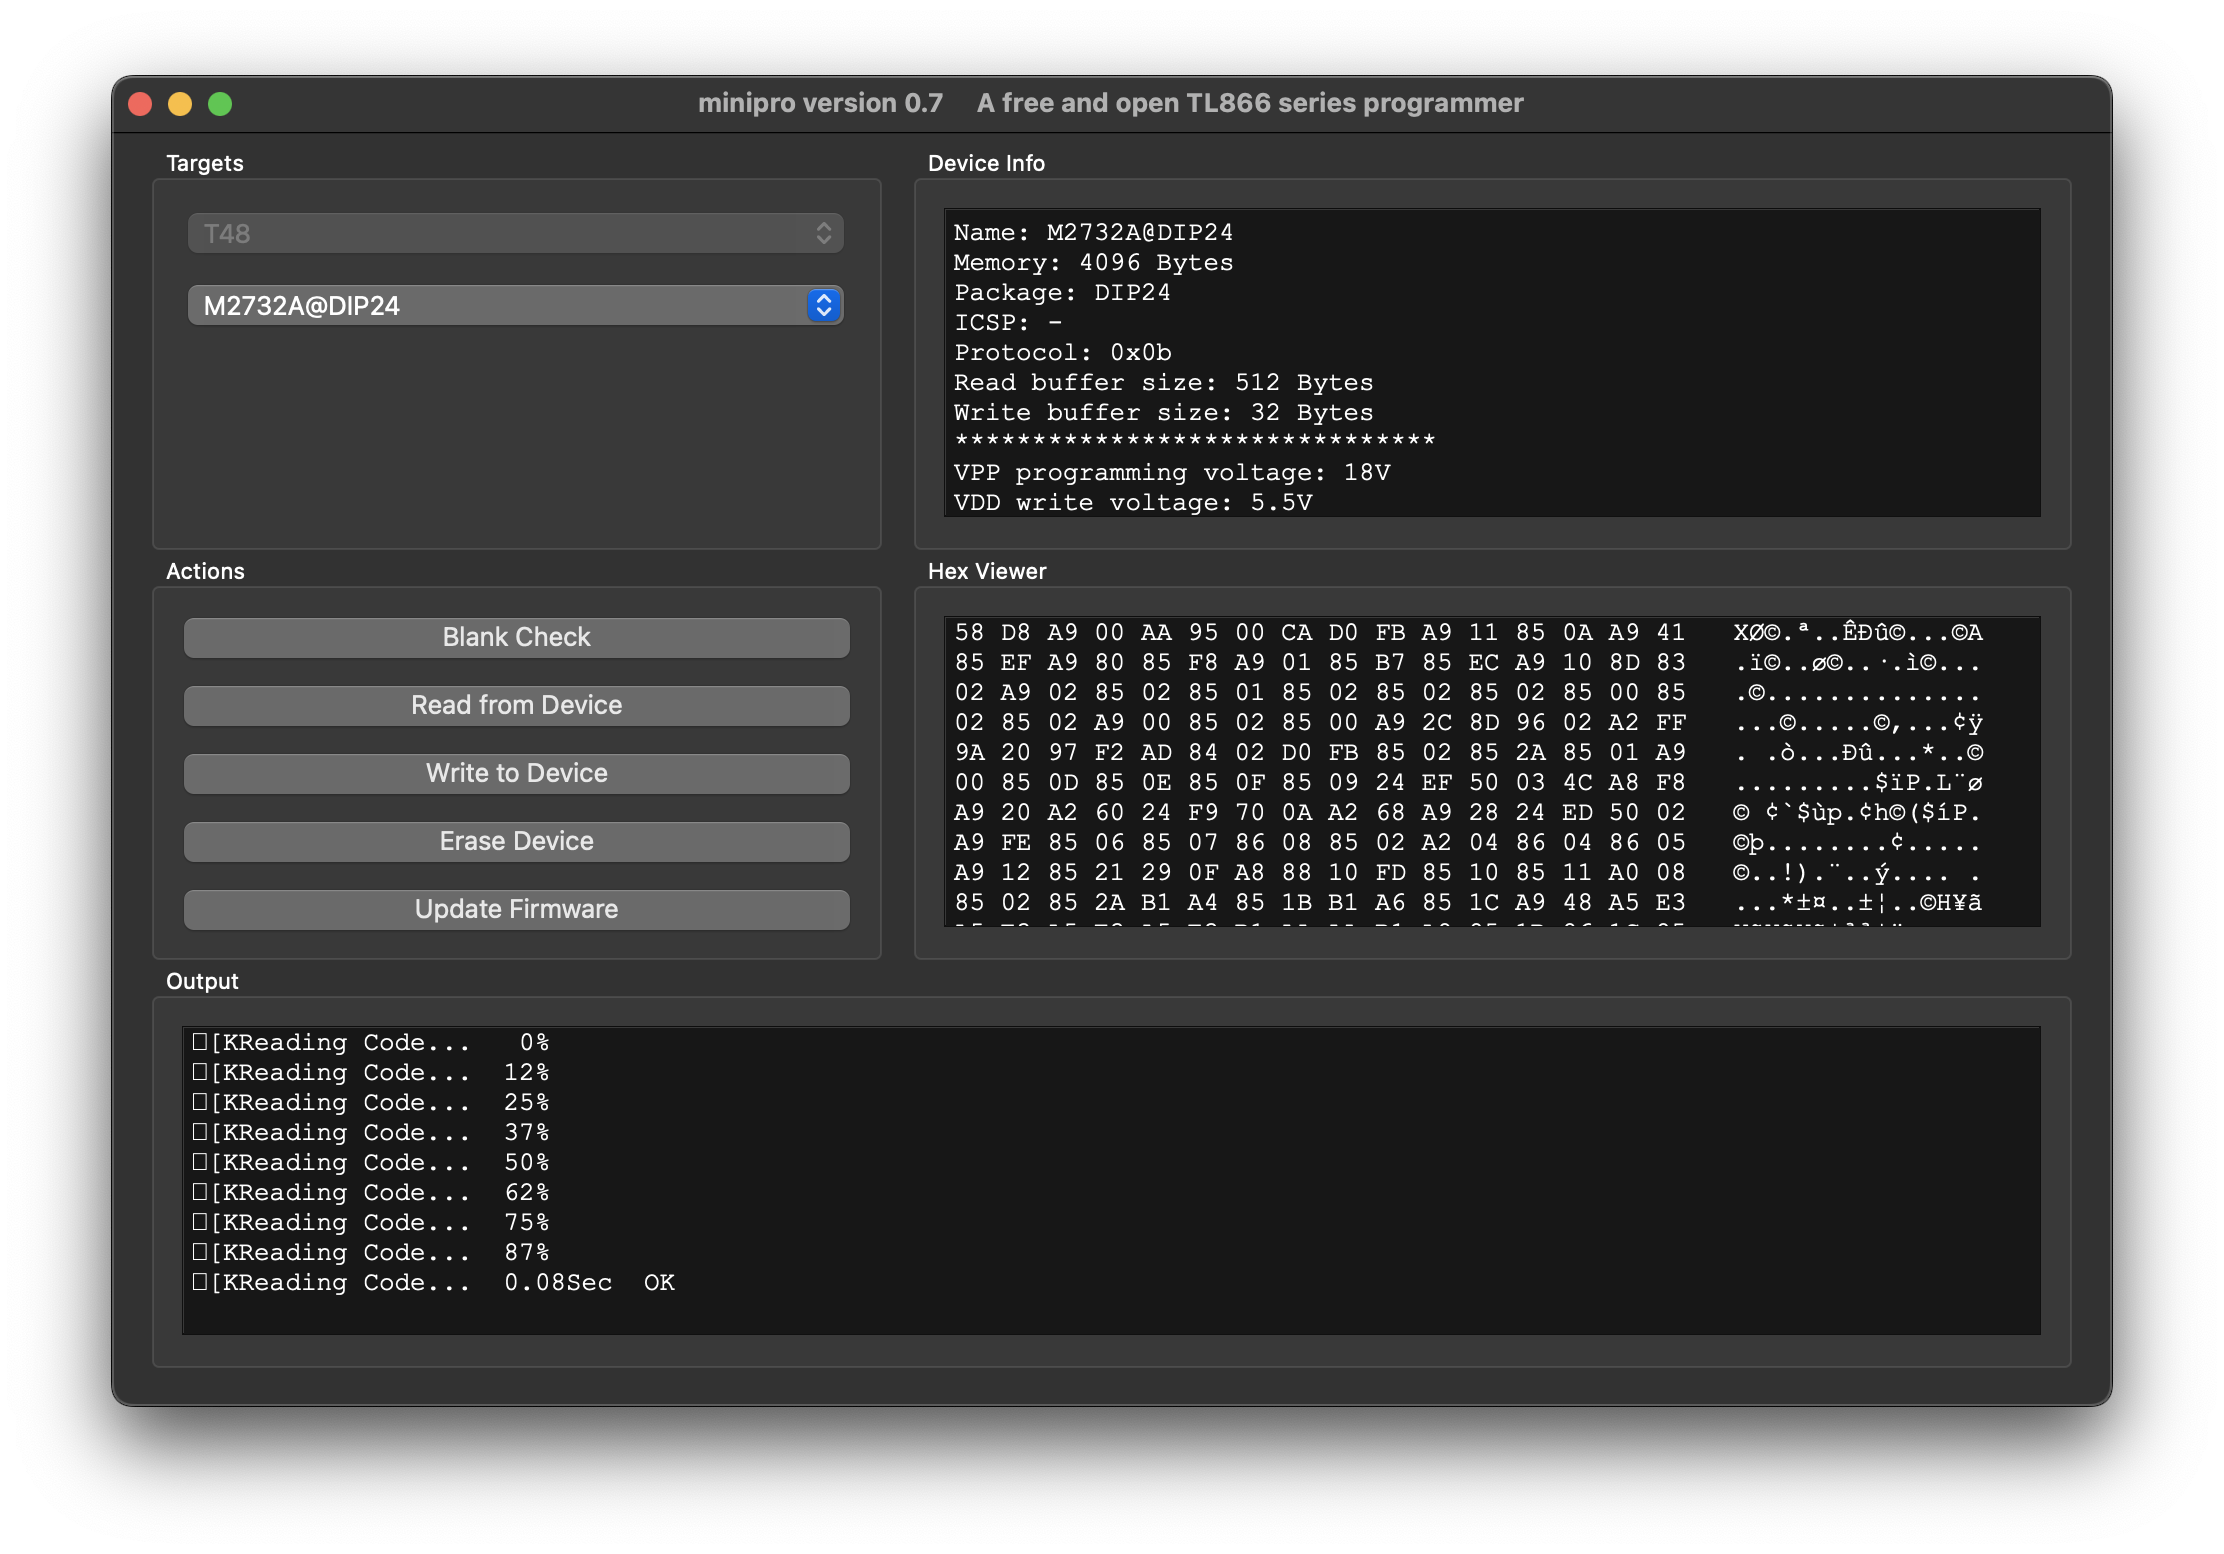 minipro version 0.7     A free and open TL866 series programmer
Targets
T48
M2732A@DIP24
Device Info
Name: M2732A@DIP24
Memory: 4096 Bytes
Package: DIP24
ICSP: -
Protocol: 0x0b
Read buffer size: 512 Bytes
Write buffer size: 32 Bytes
*******************************
VPP programming voltage: 18V
VDD write voltage: 5.5V
Actions
Blank Check
Read from Device
Write to Device
Erase Device
Update Firmware
Hex Viewer
58 D8 A9 00 AA 95 00 CA D0 FB A9 11 85 0A A9 41   XØ©.ª..ÊÐû©...©A
85 EF A9 80 85 F8 A9 01 85 B7 85 EC A9 10 8D 83   .ï©..ø©..·.ì©...
02 A9 02 85 02 85 01 85 02 85 02 85 02 85 00 85   .©..............
02 85 02 A9 00 85 02 85 00 A9 2C 8D 96 02 A2 FF   ...©.....©,...¢ÿ
9A 20 97 F2 AD 84 02 D0 FB 85 02 85 2A 85 01 A9   . .ò­..Ðû...*..©
00 85 0D 85 0E 85 0F 85 09 24 EF 50 03 4C A8 F8   .........$ïP.L¨ø
A9 20 A2 60 24 F9 70 0A A2 68 A9 28 24 ED 50 02   © ¢`$ùp.¢h©($íP.
A9 FE 85 06 85 07 86 08 85 02 A2 04 86 04 86 05   ©þ........¢.....
A9 12 85 21 29 0F A8 88 10 FD 85 10 85 11 A0 08   ©..!).¨..ý.... .
85 02 85 2A B1 A4 85 1B B1 A6 85 1C A9 48 A5 E3   ...*±¤..±¦..©H¥ã
Output
[KReading Code...   0%
[KReading Code...  12%
[KReading Code...  25%
[KReading Code...  37%
[KReading Code...  50%
[KReading Code...  62%
[KReading Code...  75%
[KReading Code...  87%
[KReading Code...  0.08Sec  OK